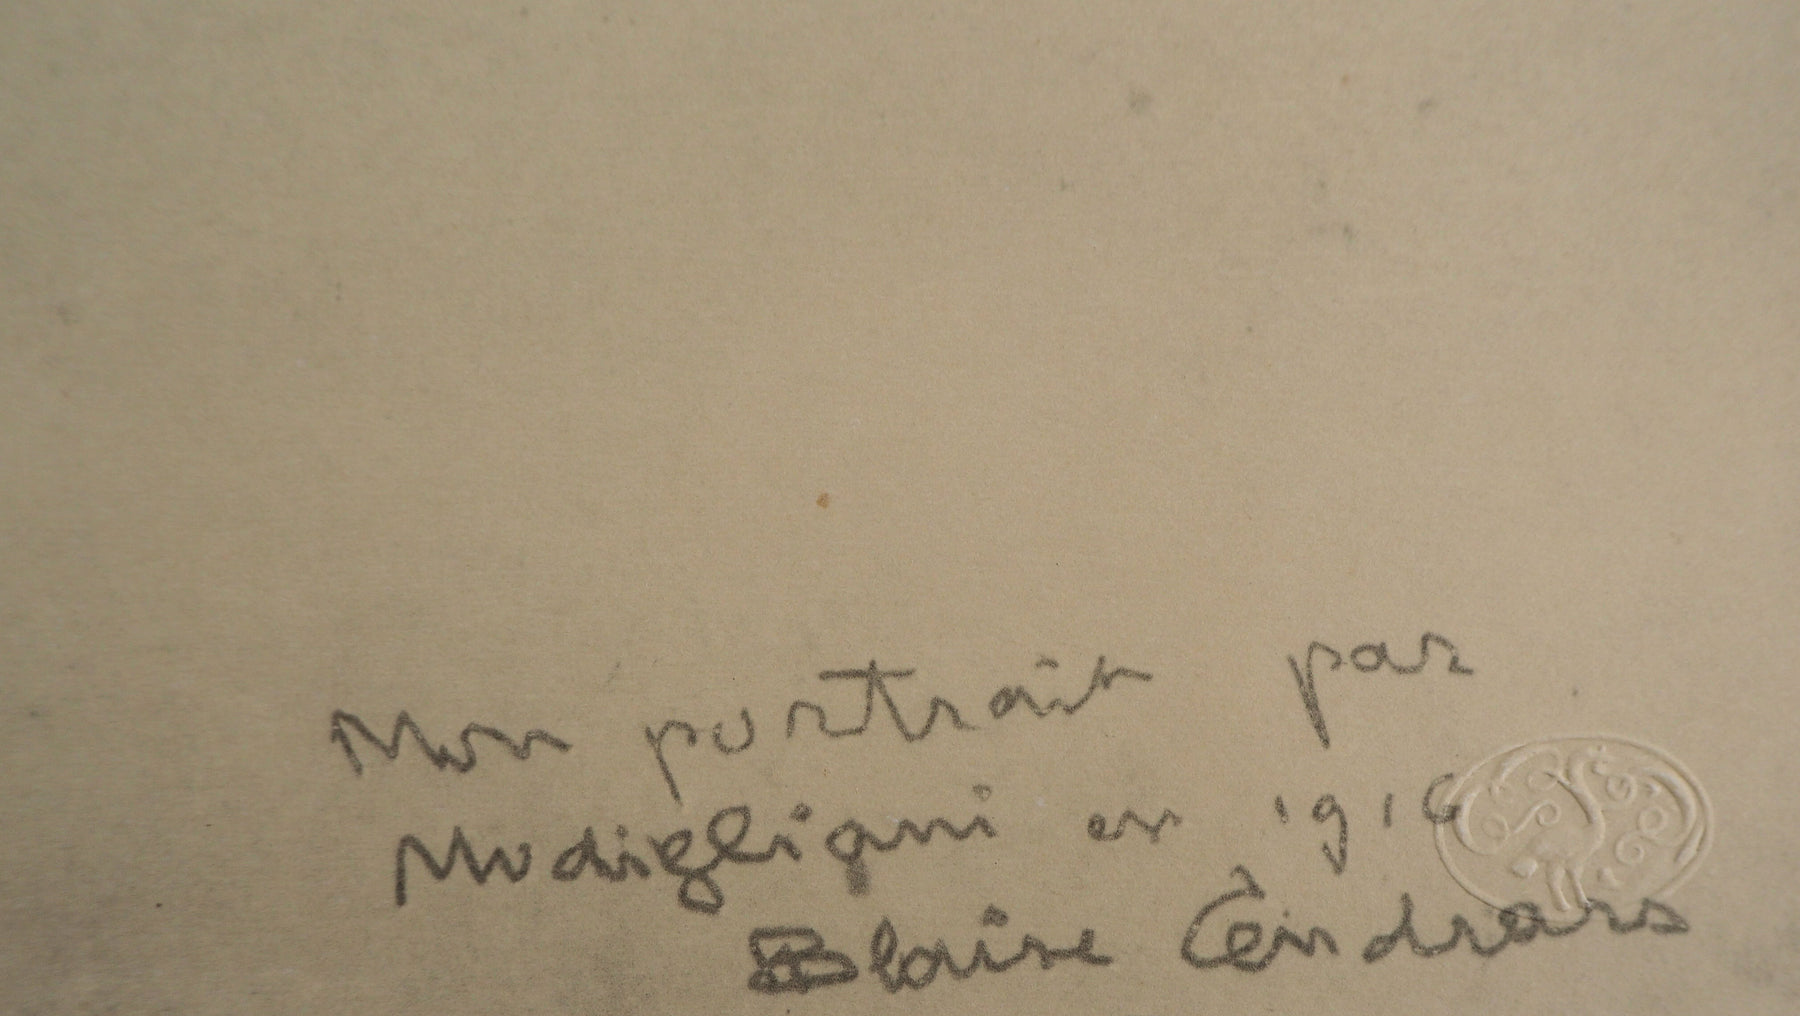 Mon portrait par
Modigliani en 1916
Blaise Cendrars